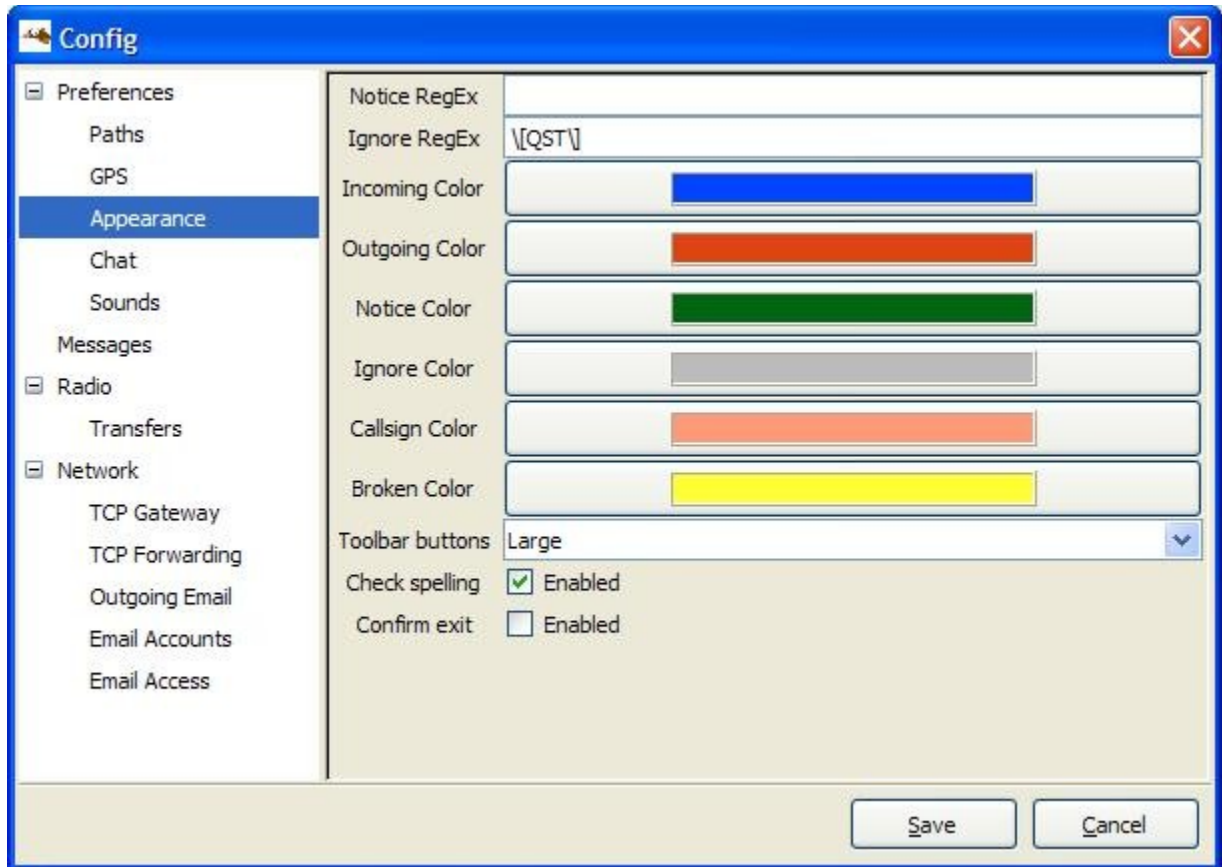 Config
Preferences
Paths
GPS
Appearance
Chat
Sounds
Messages
Radio
Transfers
Network
TCP Gateway
TCP Forwarding
Outgoing Email
Email Accounts
Email Access
Notice RegEx
Ignore RegEx \[QST\]
Incoming Color
Outgoing Color
Notice Color
Ignore Color
Callsign Color
Broken Color
Toolbar buttons Large
Check spelling Enabled
Confirm exit Enabled
Save Cancel